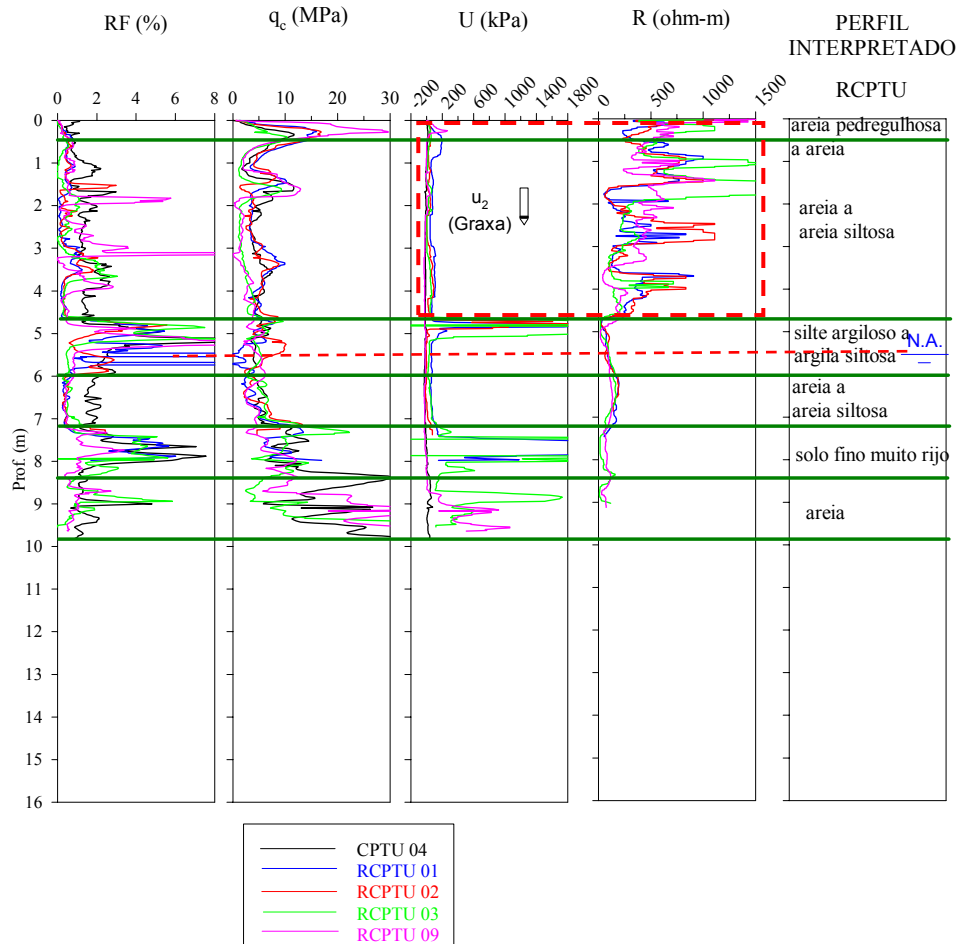 RF (%)
q_c (MPa)
U (kPa)
R (ohm-m)
PERFIL
INTERPRETADO
RCPTU
0 2 4 6 8
0 10 20 30
-200 200 600 1000 1400 1800
0 500 1000 1500
Prof. (m)
0
1
2
3
4
5
6
7
8
9
10
11
12
13
14
15
16
u₂
(Graxa)
areia pedregulhosa
a areia
areia a
areia siltosa
silte argiloso a
argila siltosa
N.A.
areia a
areia siltosa
solo fino muito rijo
areia
CPTU 04
RCPTU 01
RCPTU 02
RCPTU 03
RCPTU 09